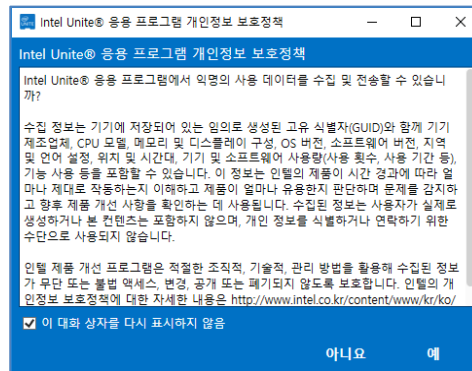 Intel Unite® 응용 프로그램 개인정보 보호정책
Intel Unite® 응용 프로그램 개인정보 보호정책
Intel Unite® 응용 프로그램에서 익명의 사용 데이터를 수집 및 전송할 수 있습니
까?
수집 정보는 기기에 저장되어 있는 임의로 생성된 고유 식별자(GUID)와 함께 기기
제조업체, CPU 모델, 메모리 및 디스플레이 구성, OS 버전, 소프트웨어 버전, 지역
및 언어 설정, 위치 및 시간대, 기기 및 소프트웨어 사용량(사용 횟수, 사용 기간 등),
기능 사용 등을 포함할 수 있습니다. 이 정보는 인텔의 제품이 시간 경과에 따라 얼
마나 제대로 작동하는지 이해하고 제품이 얼마나 유용한지 판단하며 문제를 감지하
고 향후 제품 개선 사항을 확인하는 데 사용됩니다. 수집된 정보는 사용자가 실제로
생성하거나 본 컨텐츠는 포함하지 않으며, 개인 정보를 식별하거나 연락하기 위한
수단으로 사용되지 않습니다.
인텔 제품 개선 프로그램은 적절한 조직적, 기술적, 관리 방법을 활용해 수집된 정보
가 무단 또는 불법 액세스, 변경, 공개 또는 폐기되지 않도록 보호합니다. 인텔의 개
인정보 보호정책에 대한 자세한 내용은 http://www.intel.co.kr/content/www/kr/ko/
이 대화 상자를 다시 표시하지 않음
아니요 예